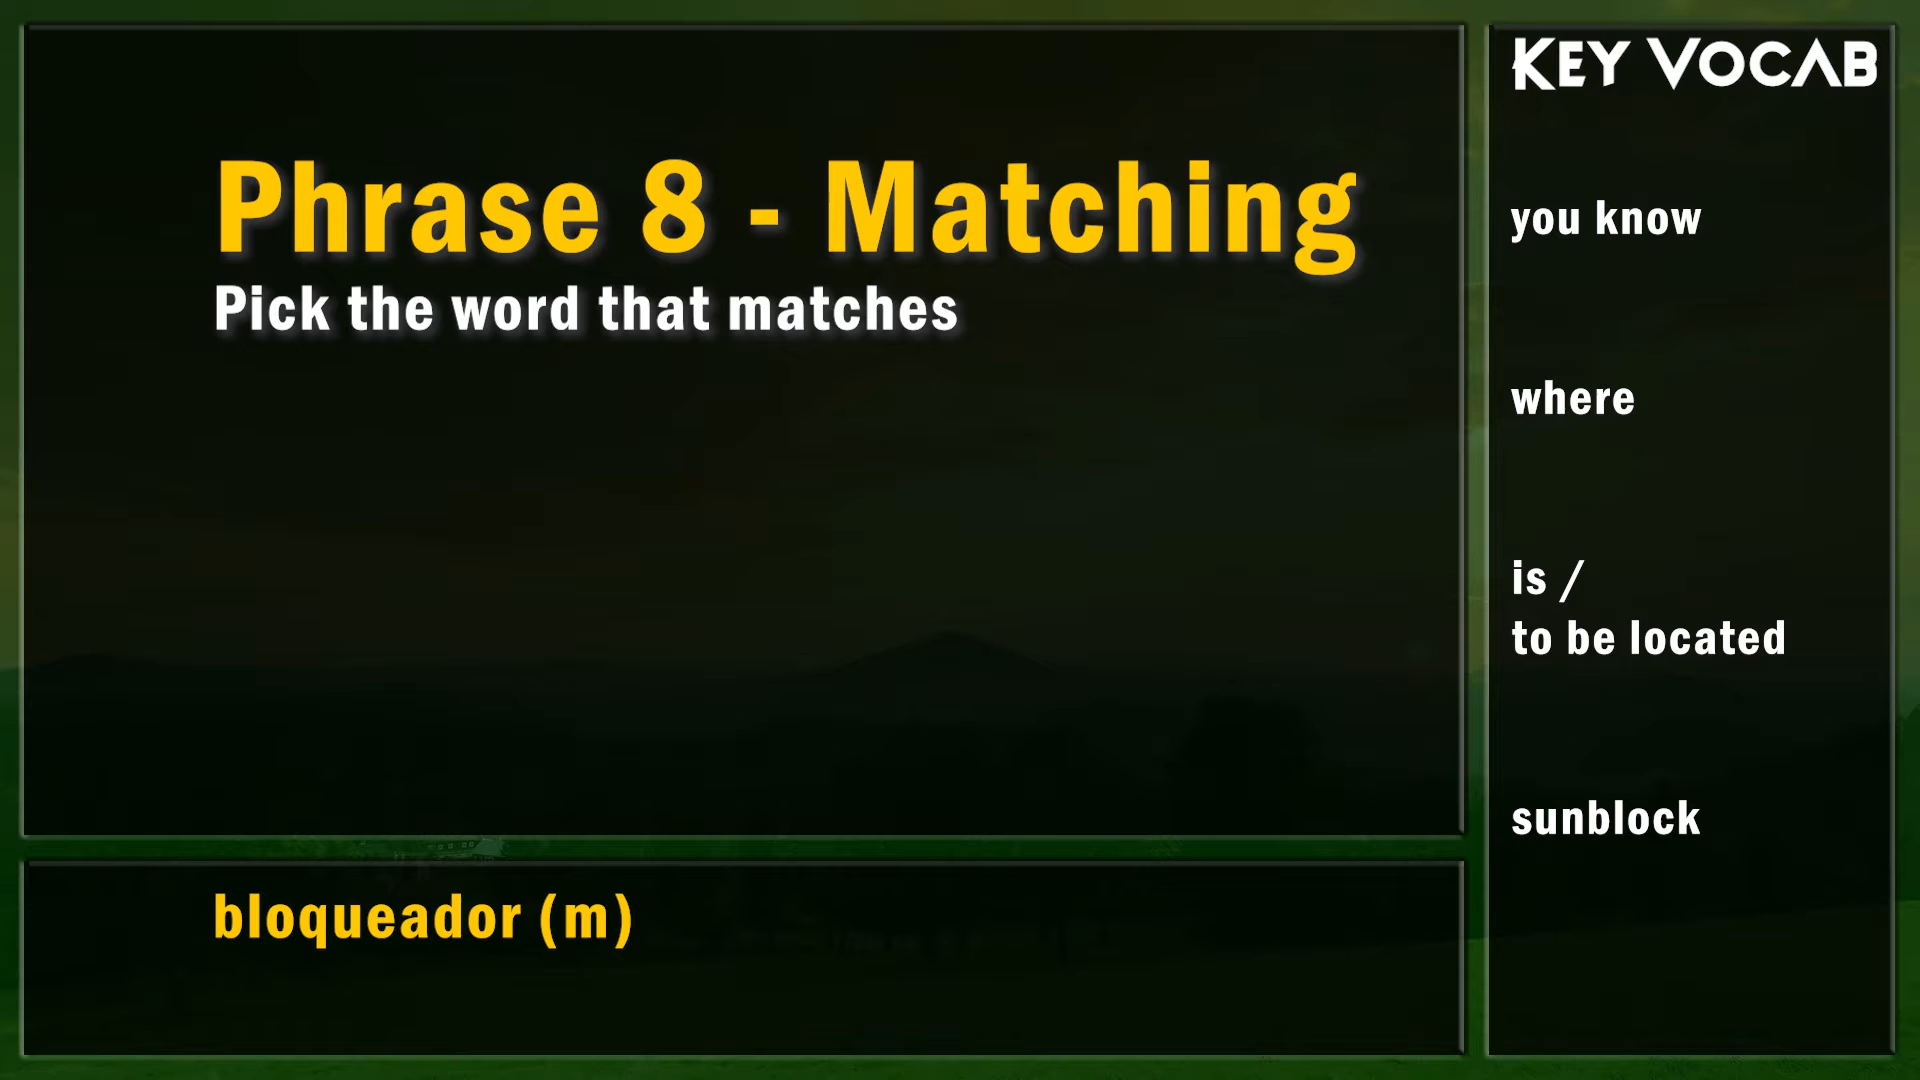 Phrase 8 - Matching
Pick the word that matches
bloqueador (m)
KEY VOCAB
you know
where
is /
to be located
sunblock